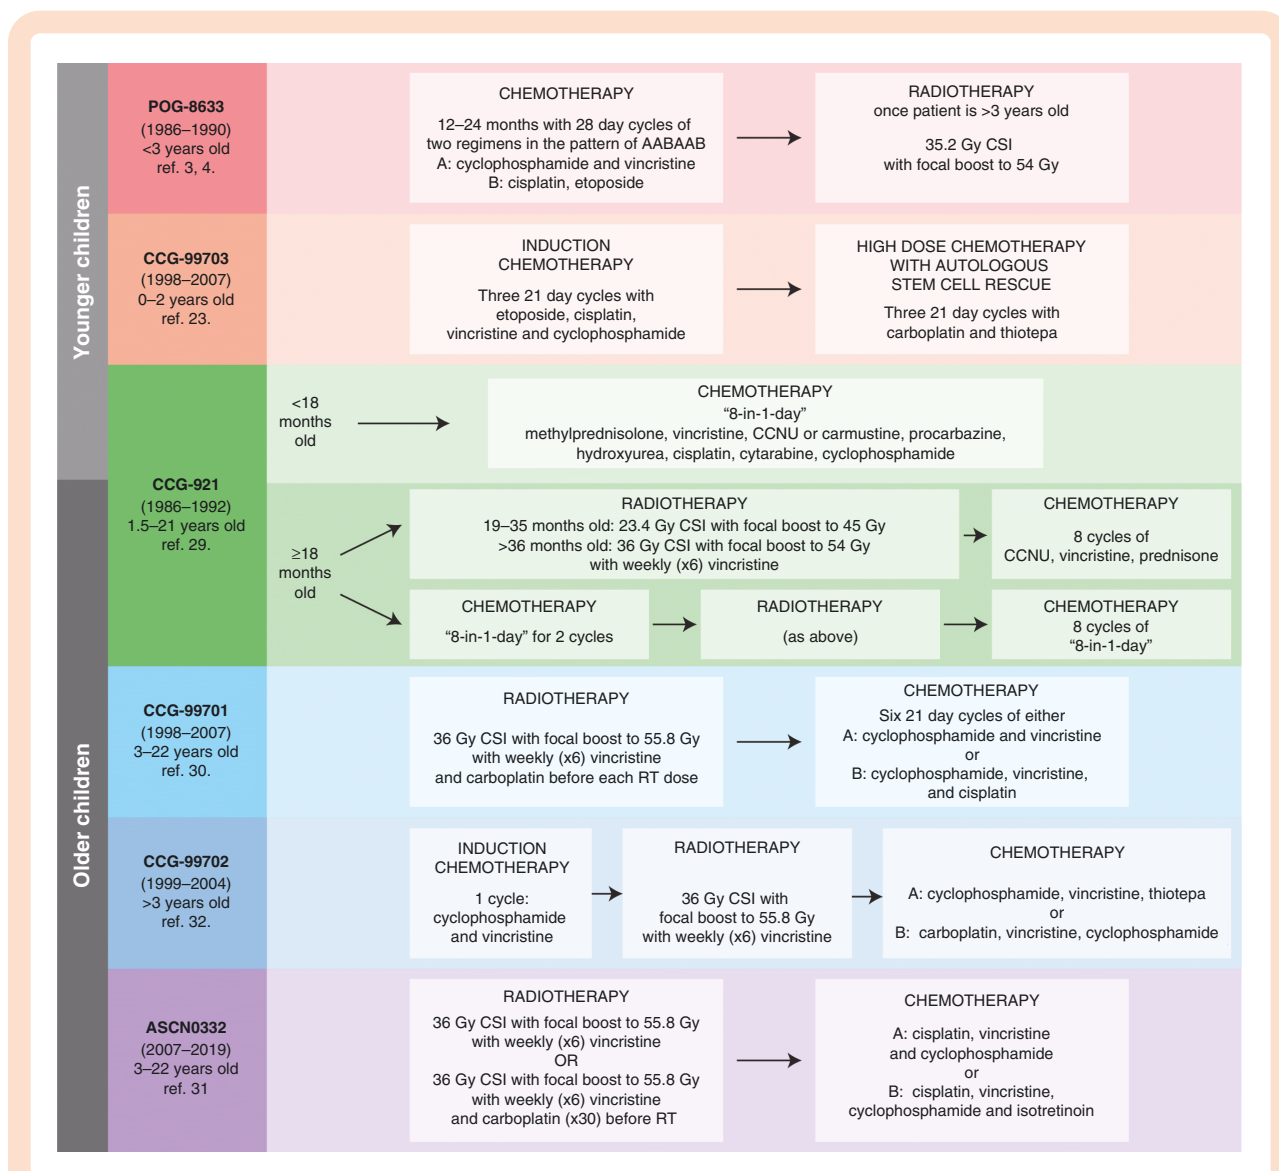 Younger children
POG-8633
(1986–1990)
<3 years old
ref. 3, 4.
CHEMOTHERAPY
12–24 months with 28 day cycles of
two regimens in the pattern of AABAAB
A: cyclophosphamide and vincristine
B: cisplatin, etoposide
RADIOTHERAPY
once patient is >3 years old
35.2 Gy CSI
with focal boost to 54 Gy
CCG-99703
(1998–2007)
0–2 years old
ref. 23.
INDUCTION
CHEMOTHERAPY
Three 21 day cycles with
etoposide, cisplatin,
vincristine and cyclophosphamide
HIGH DOSE CHEMOTHERAPY
WITH AUTOLOGOUS
STEM CELL RESCUE
Three 21 day cycles with
carboplatin and thiotepa
CCG-921
(1986–1992)
1.5–21 years old
ref. 29.
<18
months
old
CHEMOTHERAPY
“8-in-1-day”
methylprednisolone, vincristine, CCNU or carmustine, procarbazine,
hydroxyurea, cisplatin, cytarabine, cyclophosphamide
Older children
≥18
months
old
RADIOTHERAPY
19–35 months old: 23.4 Gy CSI with focal boost to 45 Gy
>36 months old: 36 Gy CSI with focal boost to 54 Gy
with weekly (x6) vincristine
CHEMOTHERAPY
8 cycles of
CCNU, vincristine, prednisone
CHEMOTHERAPY
“8-in-1-day” for 2 cycles
RADIOTHERAPY
(as above)
CHEMOTHERAPY
8 cycles of
“8-in-1-day”
CCG-99701
(1998–2007)
3–22 years old
ref. 30.
RADIOTHERAPY
36 Gy CSI with focal boost to 55.8 Gy
with weekly (x6) vincristine
and carboplatin before each RT dose
CHEMOTHERAPY
Six 21 day cycles of either
A: cyclophosphamide and vincristine
or
B: cyclophosphamide, vincristine,
and cisplatin
CCG-99702
(1999–2004)
>3 years old
ref. 32.
INDUCTION
CHEMOTHERAPY
1 cycle:
cyclophosphamide
and vincristine
RADIOTHERAPY
36 Gy CSI with
focal boost to 55.8 Gy
with weekly (x6) vincristine
CHEMOTHERAPY
A: cyclophosphamide, vincristine, thiotepa
or
B: carboplatin, vincristine, cyclophosphamide
ASCN0332
(2007–2019)
3–22 years old
ref. 31
RADIOTHERAPY
36 Gy CSI with focal boost to 55.8 Gy
with weekly (x6) vincristine
OR
36 Gy CSI with focal boost to 55.8 Gy
with weekly (x6) vincristine
and carboplatin (x30) before RT
CHEMOTHERAPY
A: cisplatin, vincristine
and cyclophosphamide
or
B: cisplatin, vincristine,
cyclophosphamide and isotretinoin